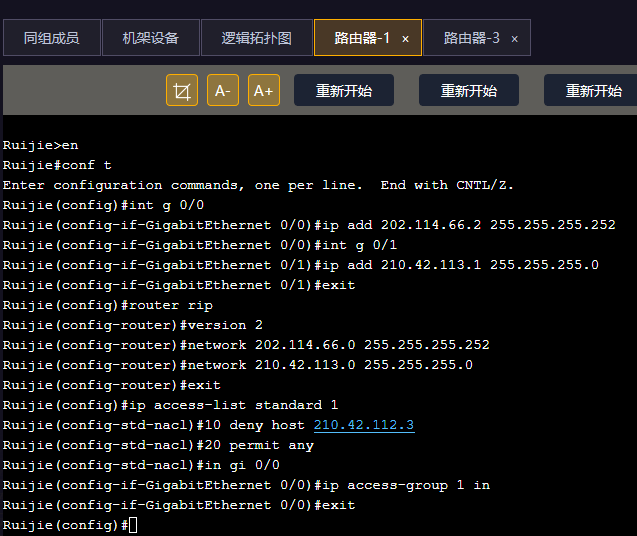 同组成员 机架设备 逻辑拓扑图 路由器-1 × 路由器-3 ×
A- A+ 重新开始 重新开始 重新开始
Ruijie>en
Ruijie#conf t
Enter configuration commands, one per line.  End with CNTL/Z.
Ruijie(config)#int g 0/0
Ruijie(config-if-GigabitEthernet 0/0)#ip add 202.114.66.2 255.255.255.252
Ruijie(config-if-GigabitEthernet 0/0)#int g 0/1
Ruijie(config-if-GigabitEthernet 0/1)#ip add 210.42.113.1 255.255.255.0
Ruijie(config-if-GigabitEthernet 0/1)#exit
Ruijie(config)#router rip
Ruijie(config-router)#version 2
Ruijie(config-router)#network 202.114.66.0 255.255.255.252
Ruijie(config-router)#network 210.42.113.0 255.255.255.0
Ruijie(config-router)#exit
Ruijie(config)#ip access-list standard 1
Ruijie(config-std-nacl)#10 deny host 210.42.112.3
Ruijie(config-std-nacl)#20 permit any
Ruijie(config-std-nacl)#in gi 0/0
Ruijie(config-if-GigabitEthernet 0/0)#ip access-group 1 in
Ruijie(config-if-GigabitEthernet 0/0)#exit
Ruijie(config)#